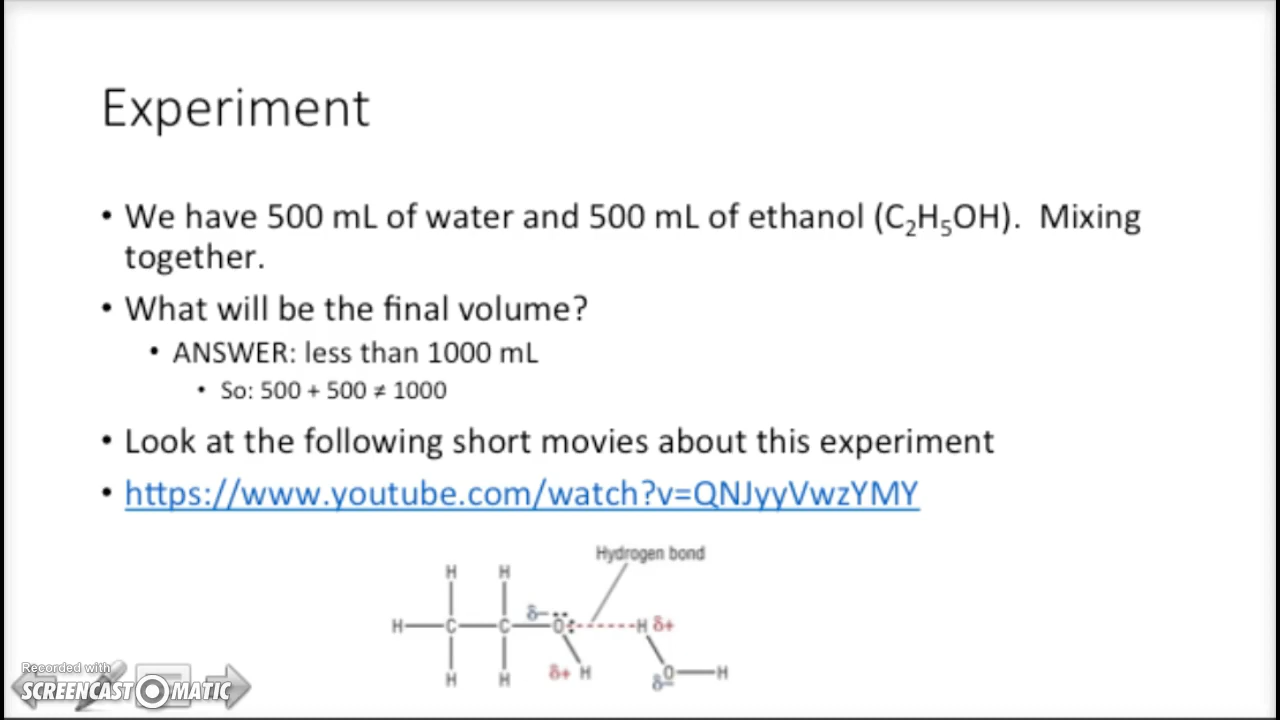 Experiment
• We have 500 mL of water and 500 mL of ethanol (C₂H₅OH). Mixing
together.
• What will be the final volume?
• ANSWER: less than 1000 mL
• So: 500 + 500 ≠ 1000
• Look at the following short movies about this experiment
• https://www.youtube.com/watch?v=QNJyyVwzYMY
Hydrogen bond
H H
δ− ••
H C C O: H δ+
H H δ+ H δ− O H
Recorded with
SCREENCAST MATIC